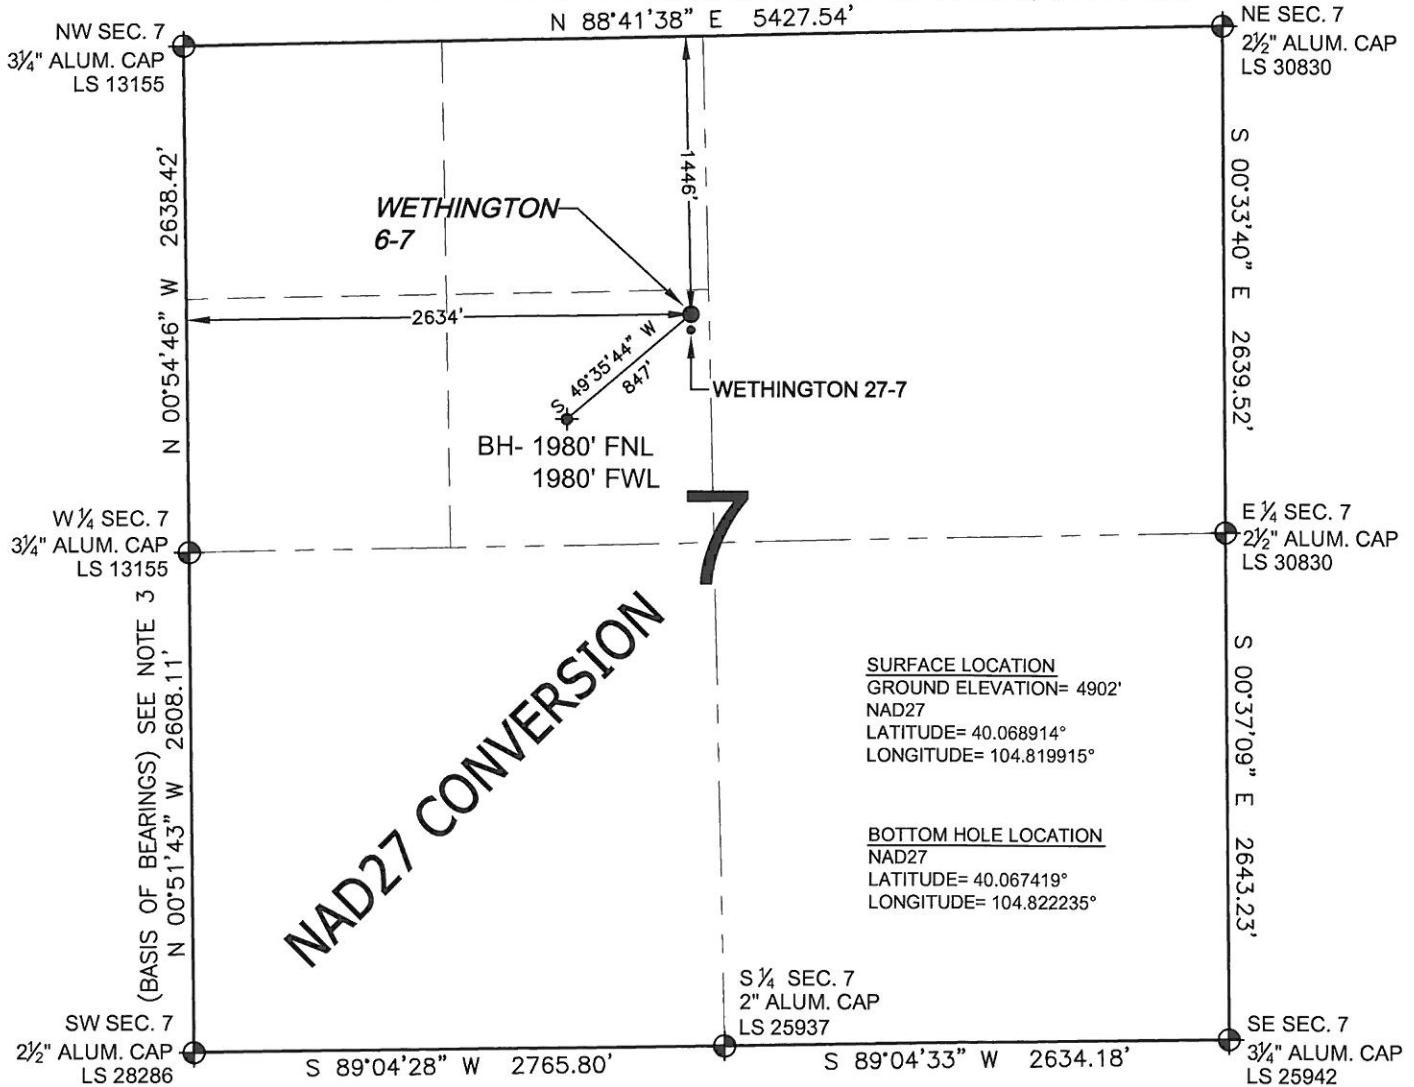 N 88°41'38" E 5427.54'
NW SEC. 7
3¼" ALUM. CAP
LS 13155
NE SEC. 7
2½" ALUM. CAP
LS 30830
N 00°54'46" W 2638.42'
1446'
S 00°33'40" E 2639.52'
WETHINGTON
6-7
2634'
S 49°35'44" W
847'
WETHINGTON 27-7
BH- 1980' FNL
1980' FWL
7
W ¼ SEC. 7
3¼" ALUM. CAP
LS 13155
E ¼ SEC. 7
2½" ALUM. CAP
LS 30830
(BASIS OF BEARINGS) SEE NOTE 3
N 00°51'43" W 2608.11'
NAD27 CONVERSION
S 00°37'09" E 2643.23'
SURFACE LOCATION
GROUND ELEVATION= 4902'
NAD27
LATITUDE= 40.068914°
LONGITUDE= 104.819915°
BOTTOM HOLE LOCATION
NAD27
LATITUDE= 40.067419°
LONGITUDE= 104.822235°
SW SEC. 7
2½" ALUM. CAP
LS 28286
S ¼ SEC. 7
2" ALUM. CAP
LS 25937
SE SEC. 7
3¼" ALUM. CAP
LS 25942
S 89°04'28" W 2765.80'
S 89°04'33" W 2634.18'